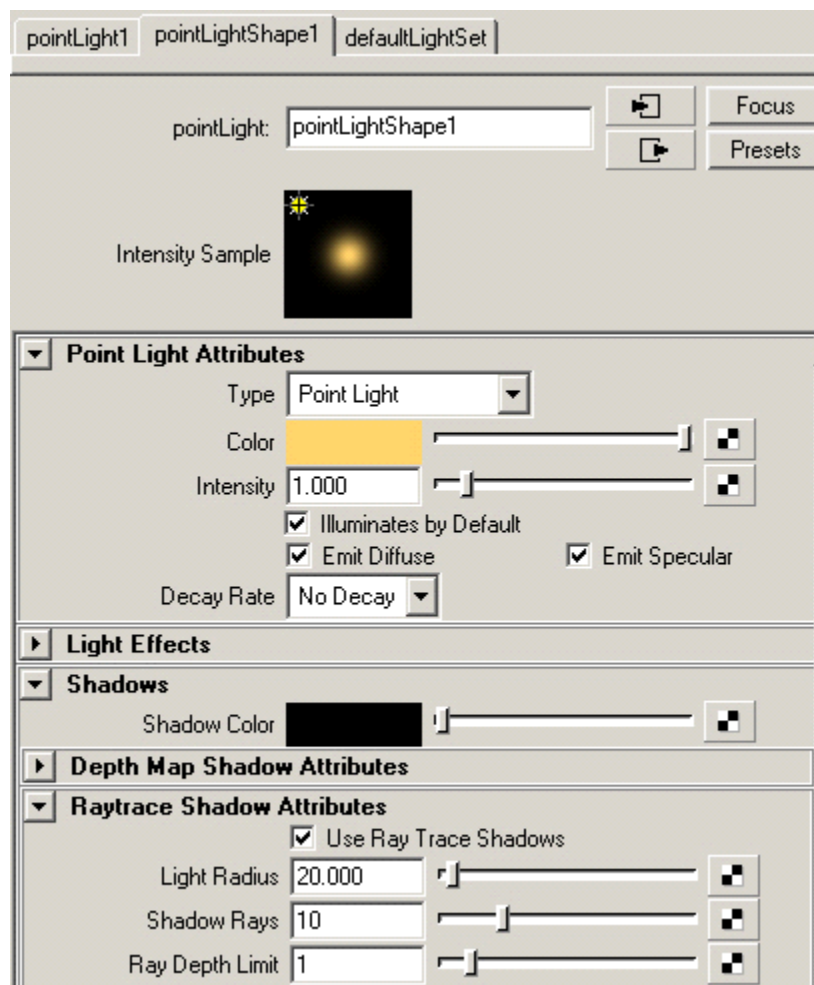 pointLight1 pointLightShape1 defaultLightSet
pointLight: pointLightShape1 Focus
Presets
Intensity Sample
Point Light Attributes
Type Point Light
Color
Intensity 1.000
Illuminates by Default
Emit Diffuse Emit Specular
Decay Rate No Decay
Light Effects
Shadows
Shadow Color
Depth Map Shadow Attributes
Raytrace Shadow Attributes
Use Ray Trace Shadows
Light Radius 20.000
Shadow Rays 10
Ray Depth Limit 1